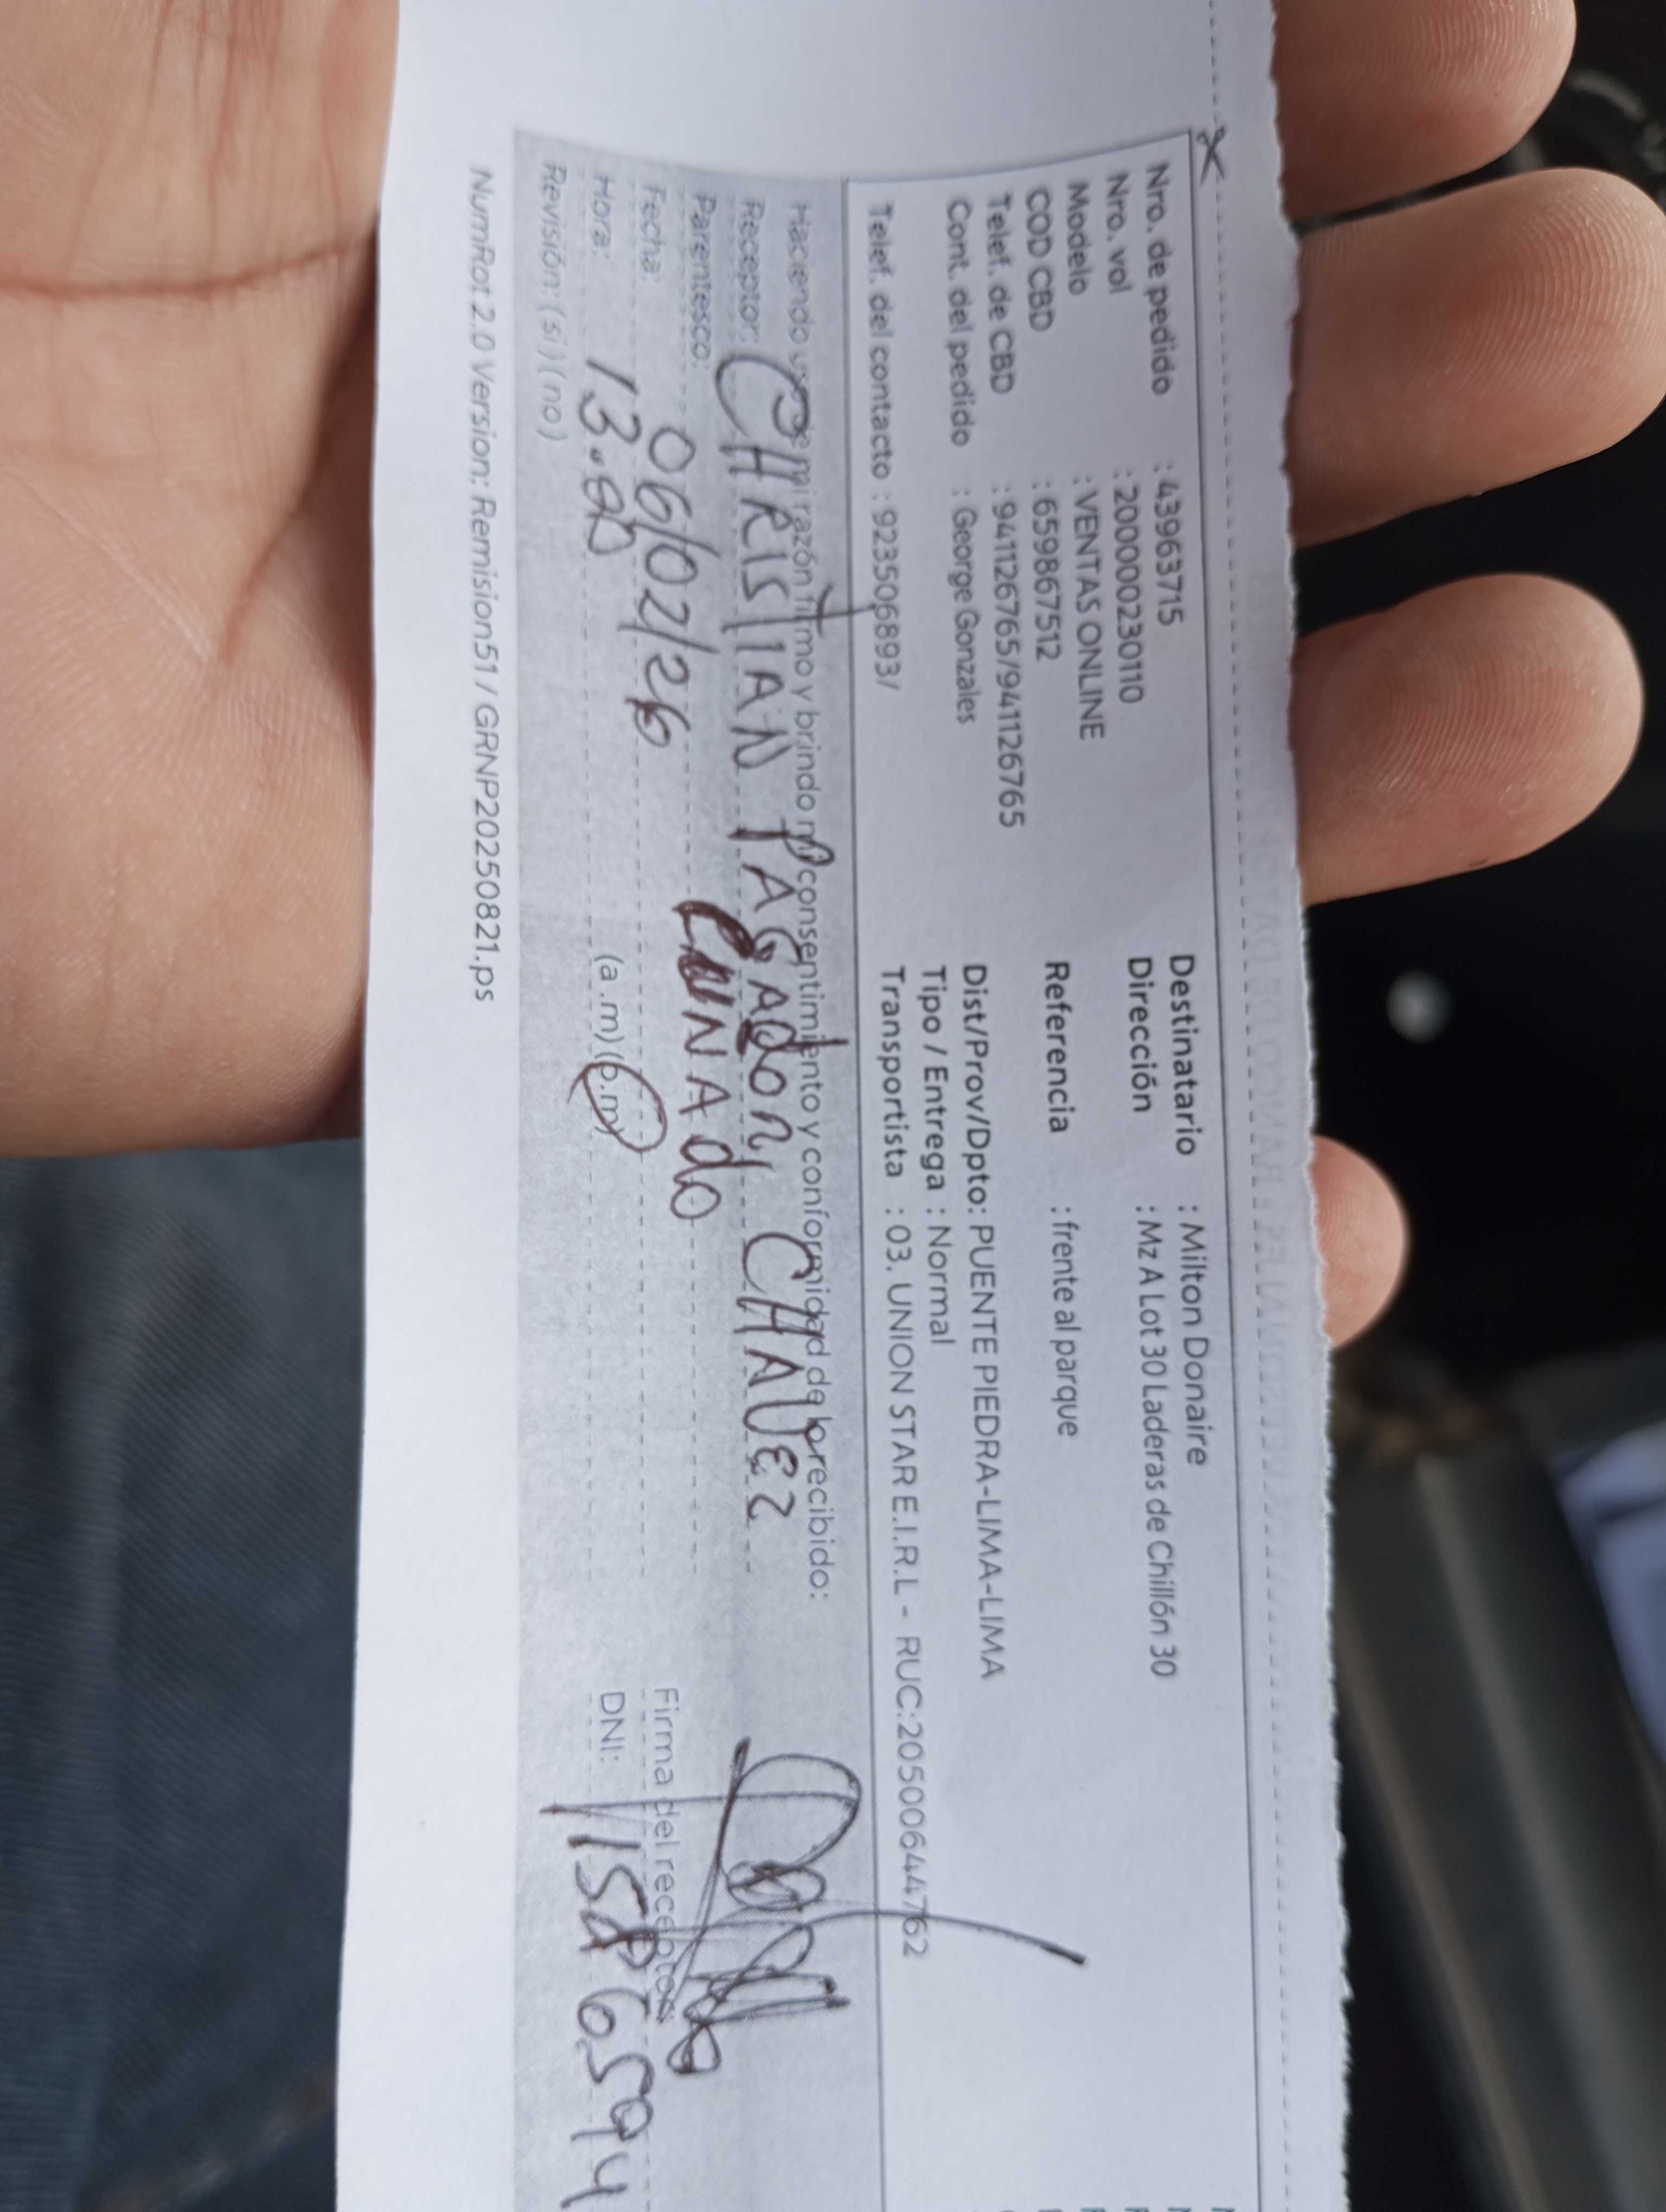 Nro. de pedido : 43963715
Nro. vol : 200000230110
Modelo : VENTAS ONLINE
COD CBD : 659867512
Telef. de CBD : 941126765/941126765
Cont. del pedido : George Gonzales
Telef. del contacto : 923506893/
Destinatario : Milton Donaire
Dirección : Mz A Lot 30 Laderas de Chillón 30
Referencia : frente al parque
Dist/Prov/Dpto: PUENTE PIEDRA-LIMA-LIMA
Tipo / Entrega : Normal
Transportista : 03. UNION STAR E.I.R.L - RUC:20500644762
Haciendo uso de mi razón firmo y brindo mi consentimiento y conformidad de lo recibido:
Receptor: CHRISTIAN PAGADOR CHAVEZ
Parentesco: CUÑADO
Fecha: 06/02/26
Hora: 13. (a.m) (p.m)
Revisión: (si) (no)
Firma del receptor
DNI:
NumRot 2.0 Version: Remision51 / GRNP20250821.ps